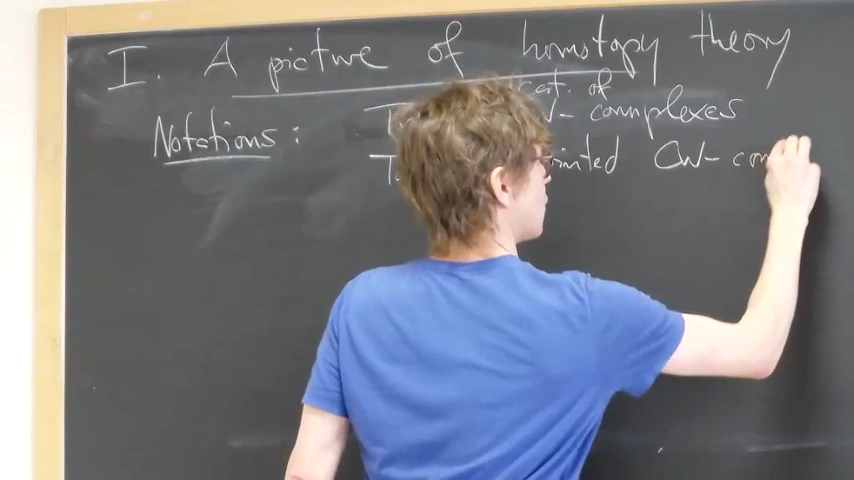 I. A picture of homotopy theory
cat. of
Notations: CW-complexes
pointed CW-com